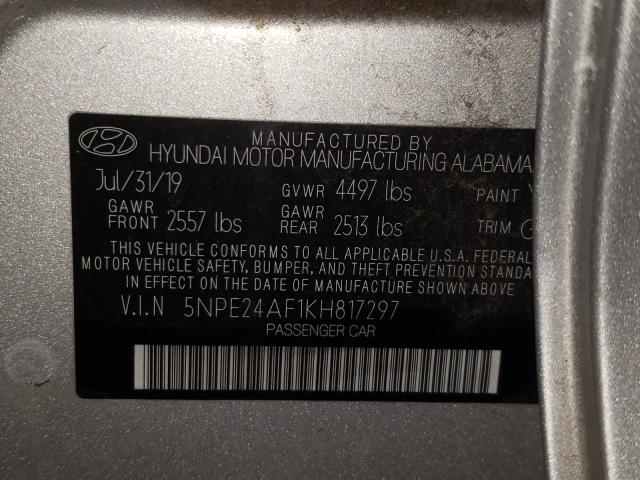 MANUFACTURED BY
HYUNDAI MOTOR MANUFACTURING ALABAMA
Jul/31/19 GVWR 4497 lbs PAINT
GAWR FRONT 2557 lbs GAWR REAR 2513 lbs TRIM
THIS VEHICLE CONFORMS TO ALL APPLICABLE U.S.A. FEDERAL
MOTOR VEHICLE SAFETY, BUMPER, AND THEFT PREVENTION STAND
IN EFFECT ON THE DATE OF MANUFACTURE SHOWN ABOVE.
V.I.N 5NPE24AF1KH817297
PASSENGER CAR